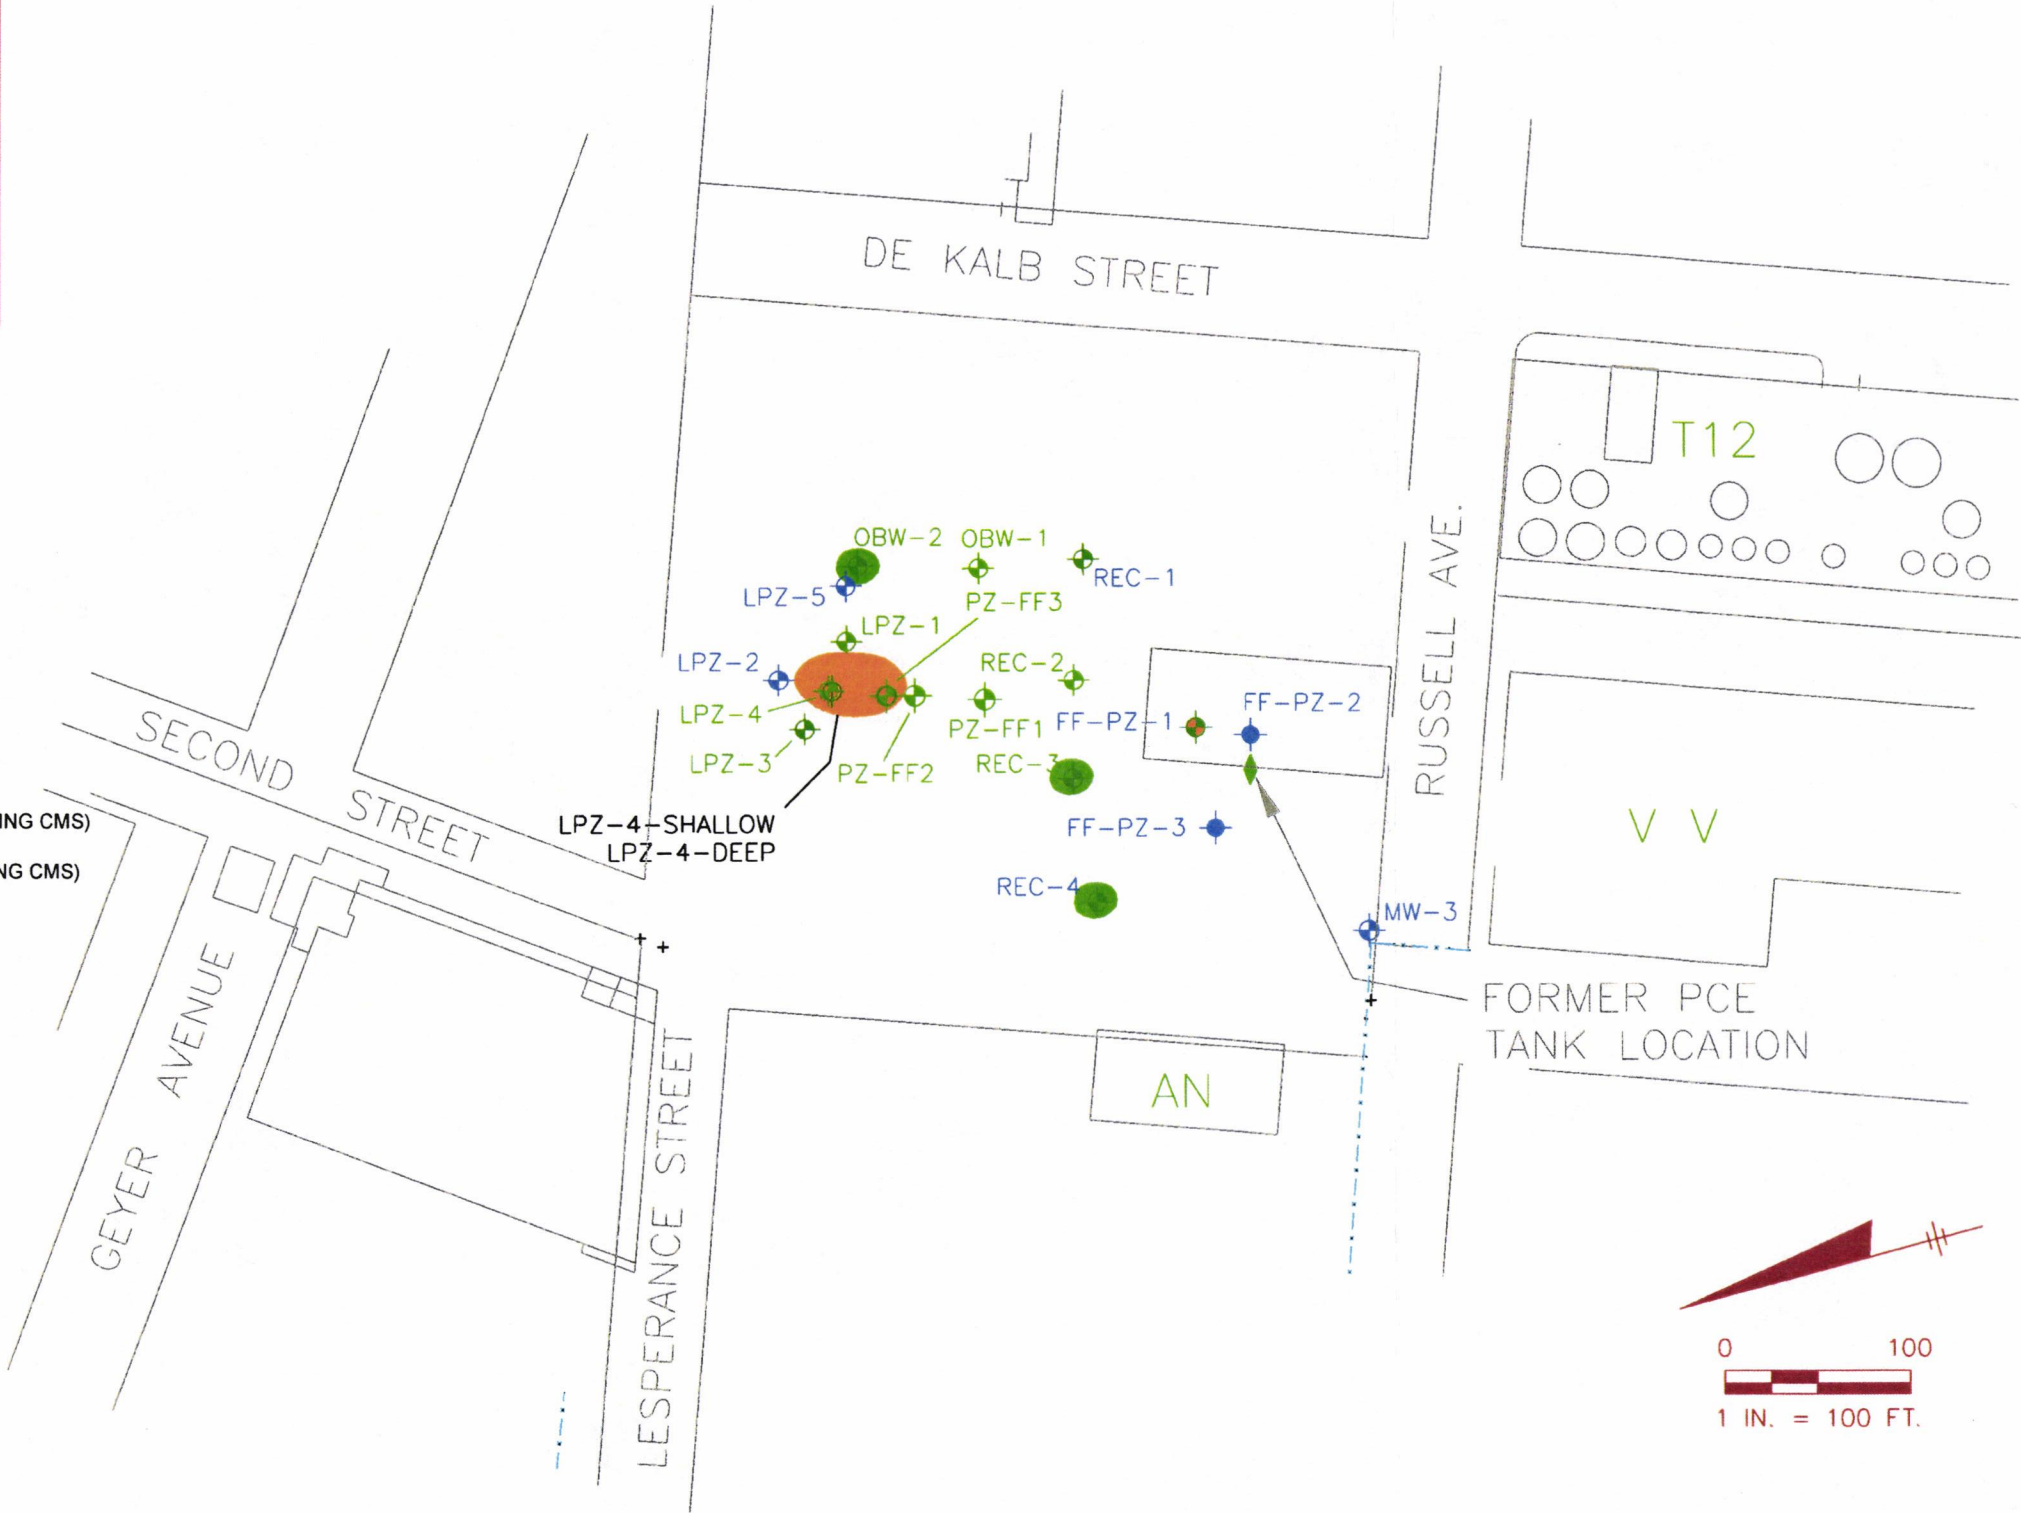 DE KALB STREET
T12
OBW-2
OBW-1
REC-1
LPZ-5
PZ-FF3
LPZ-1
LPZ-2
REC-2
RUSSELL AVE.
FF-PZ-2
LPZ-4
PZ-FF1
FF-PZ-1
LPZ-3
PZ-FF2
REC-3
SECOND STREET
LPZ-4-SHALLOW
LPZ-4-DEEP
FF-PZ-3
V V
ING CMS)
NG CMS)
REC-4
MW-3
GEYER AVENUE
FORMER PCE
TANK LOCATION
LESPERANCE STREET
AN
0 100
1 IN. = 100 FT.